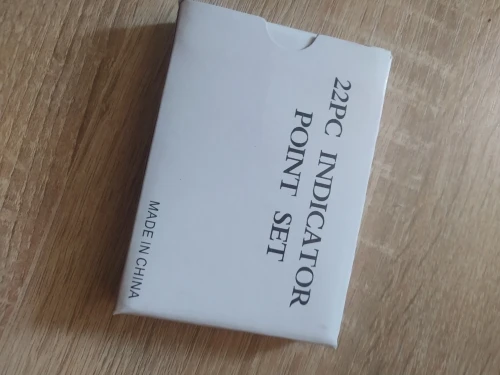 22PC INDICATOR
POINT SET
MADE IN CHINA